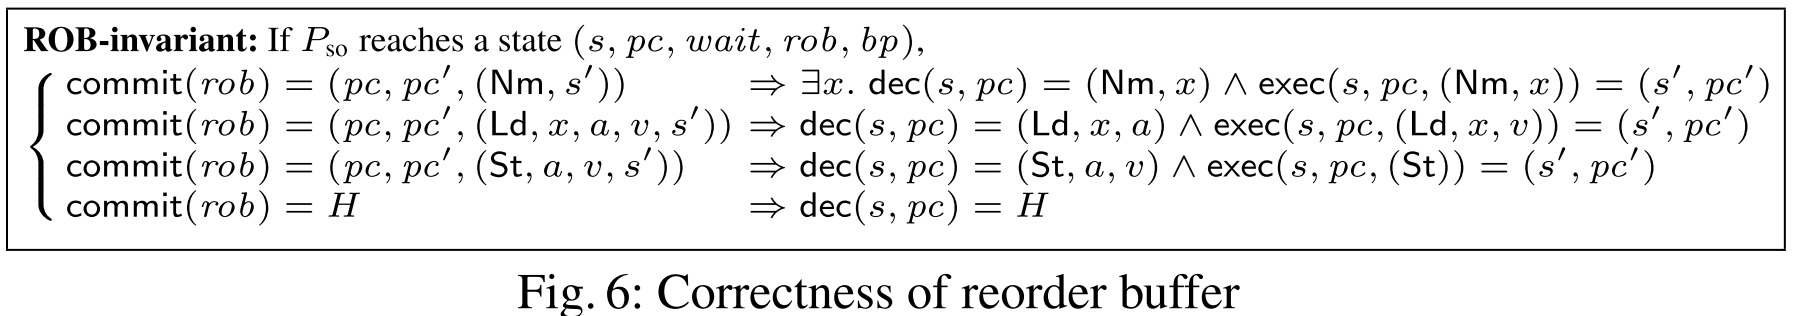 ROB-invariant: If P_so reaches a state (s, pc, wait, rob, bp),
commit(rob) = (pc, pc′, (Nm, s′)) ⇒ ∃x. dec(s, pc) = (Nm, x) ∧ exec(s, pc, (Nm, x)) = (s′, pc′)
commit(rob) = (pc, pc′, (Ld, x, a, v, s′)) ⇒ dec(s, pc) = (Ld, x, a) ∧ exec(s, pc, (Ld, x, v)) = (s′, pc′)
commit(rob) = (pc, pc′, (St, a, v, s′)) ⇒ dec(s, pc) = (St, a, v) ∧ exec(s, pc, (St)) = (s′, pc′)
commit(rob) = H ⇒ dec(s, pc) = H
Fig. 6: Correctness of reorder buffer